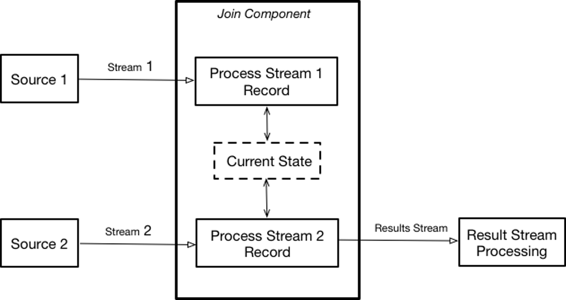 Join Component
Source 1
Stream 1
Process Stream 1
Record
Current State
Source 2
Stream 2
Process Stream 2
Record
Results Stream
Result Stream
Processing